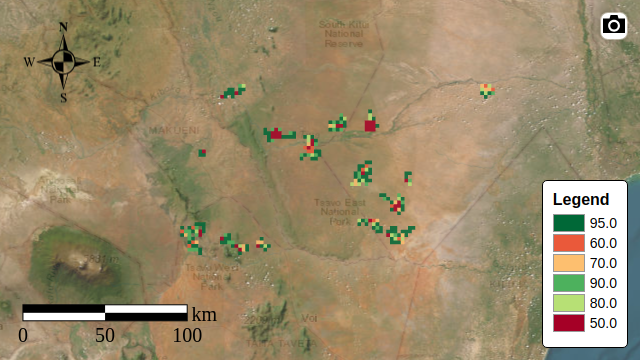 N
W E
S
South Kitui
National
Reserve
MAKUENI
Tsavo East
National
Park
Tsavo West
Park
Voi
Legend
95.0
60.0
70.0
90.0
80.0
50.0
km
0 50 100